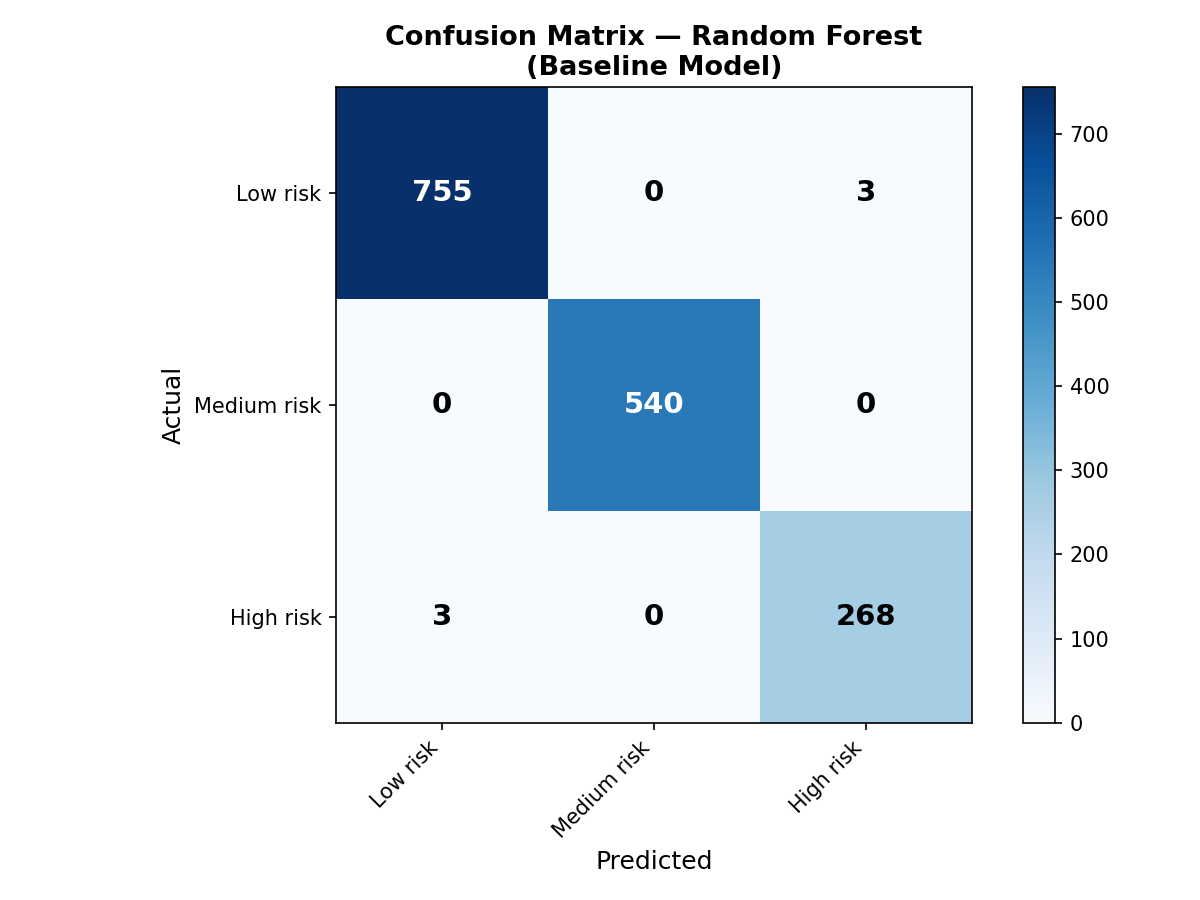 Confusion Matrix — Random Forest
(Baseline Model)
Low risk 755 0 3
Medium risk 0 540 0
High risk 3 0 268
Actual
Low risk Medium risk High risk
Predicted
700
600
500
400
300
200
100
0